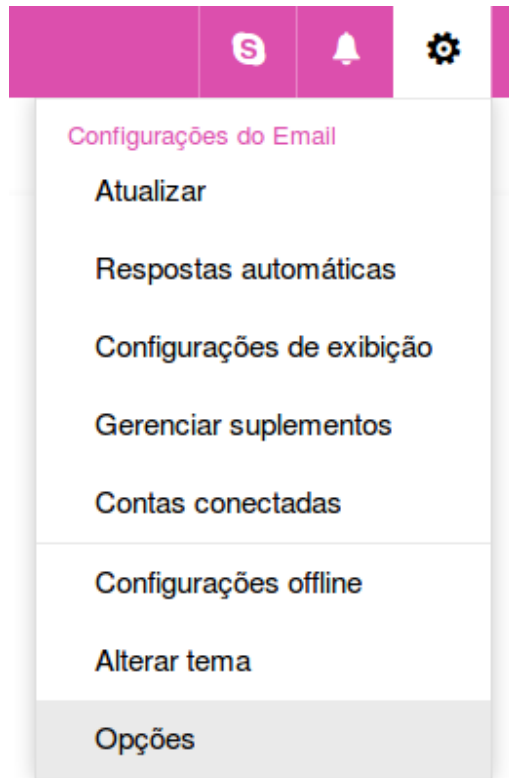 Configurações do Email
Atualizar
Respostas automáticas
Configurações de exibição
Gerenciar suplementos
Contas conectadas
Configurações offline
Alterar tema
Opções